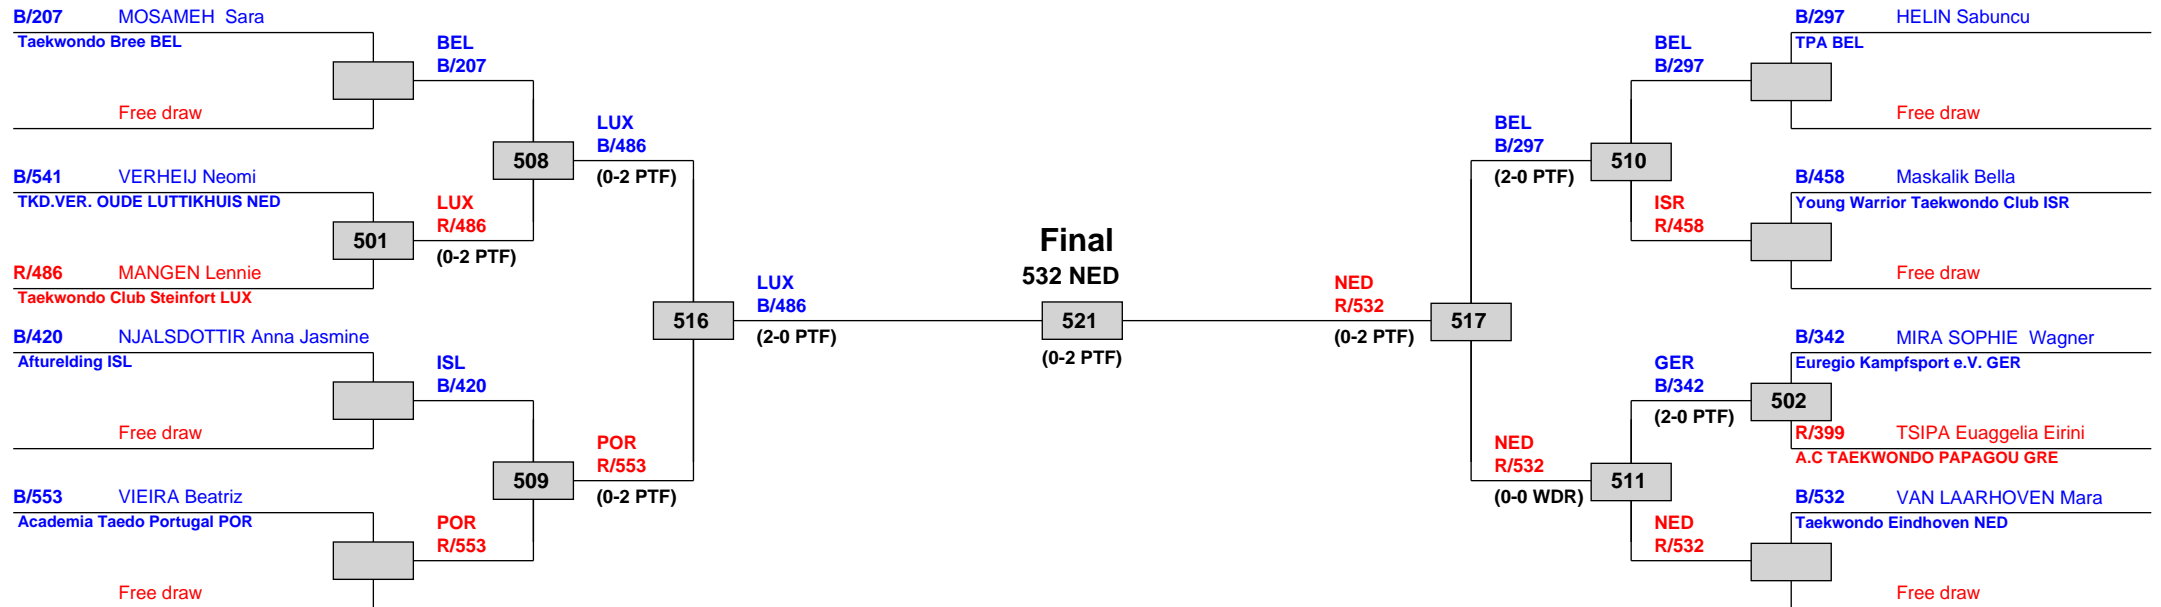 B/207 MOSAMEH Sara
Taekwondo Bree BEL
Free draw
B/541 VERHEIJ Neomi
TKD.VER. OUDE LUTTIKHUIS NED
R/486 MANGEN Lennie
Taekwondo Club Steinfort LUX
B/420 NJALSDOTTIR Anna Jasmine
Afturelding ISL
Free draw
B/553 VIEIRA Beatriz
Academia Taedo Portugal POR
Free draw
501
BEL
B/207
LUX
R/486
(0-2 PTF)
ISL
B/420
POR
R/553
508
509
LUX
B/486
(0-2 PTF)
POR
R/553
(0-2 PTF)
516
LUX
B/486
(2-0 PTF)
Final
532 NED
521
(0-2 PTF)
NED
R/532
(0-2 PTF)
517
BEL
B/297
(2-0 PTF)
NED
R/532
(0-0 WDR)
510
511
BEL
B/297
ISR
R/458
GER
B/342
(2-0 PTF)
NED
R/532
502
B/297 HELIN Sabuncu
TPA BEL
Free draw
B/458 Maskalik Bella
Young Warrior Taekwondo Club ISR
Free draw
B/342 MIRA SOPHIE Wagner
Euregio Kampfsport e.V. GER
R/399 TSIPA Euaggelia Eirini
A.C TAEKWONDO PAPAGOU GRE
B/532 VAN LAARHOVEN Mara
Taekwondo Eindhoven NED
Free draw